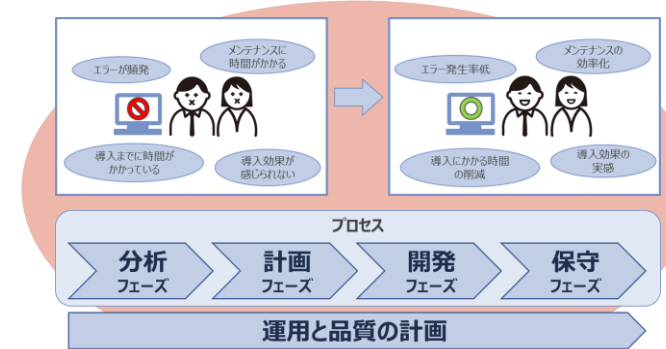 エラーが頻発
メンテナンスに
時間がかかる
導入までに時間が
かかっている
導入効果が
感じられない
エラー発生率低
メンテナンスの
効率化
導入にかかる時間
の削減
導入効果の
実感
プロセス
分析
フェーズ
計画
フェーズ
開発
フェーズ
保守
フェーズ
運用と品質の計画